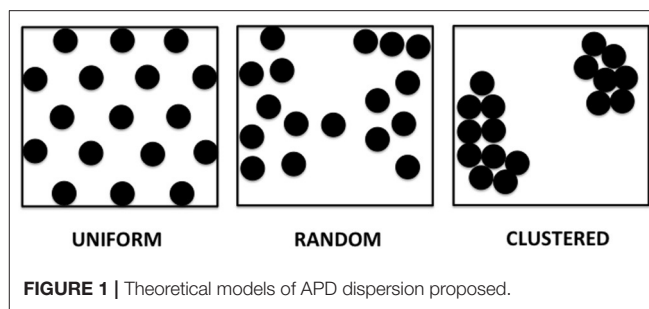 UNIFORM
RANDOM
CLUSTERED
FIGURE 1 | Theoretical models of APD dispersion proposed.